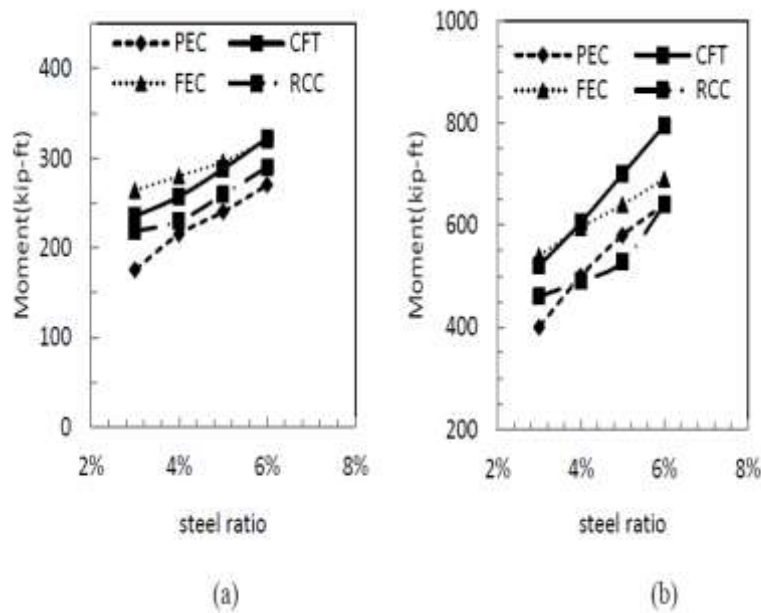 PEC CFT
FEC RCC
Moment(kip-ft)
400
300
200
100
0
2% 4% 6% 8%
steel ratio
(a)
PEC CFT
FEC RCC
Moment(kip-ft)
1000
800
600
400
200
2% 4% 6% 8%
steel ratio
(b)